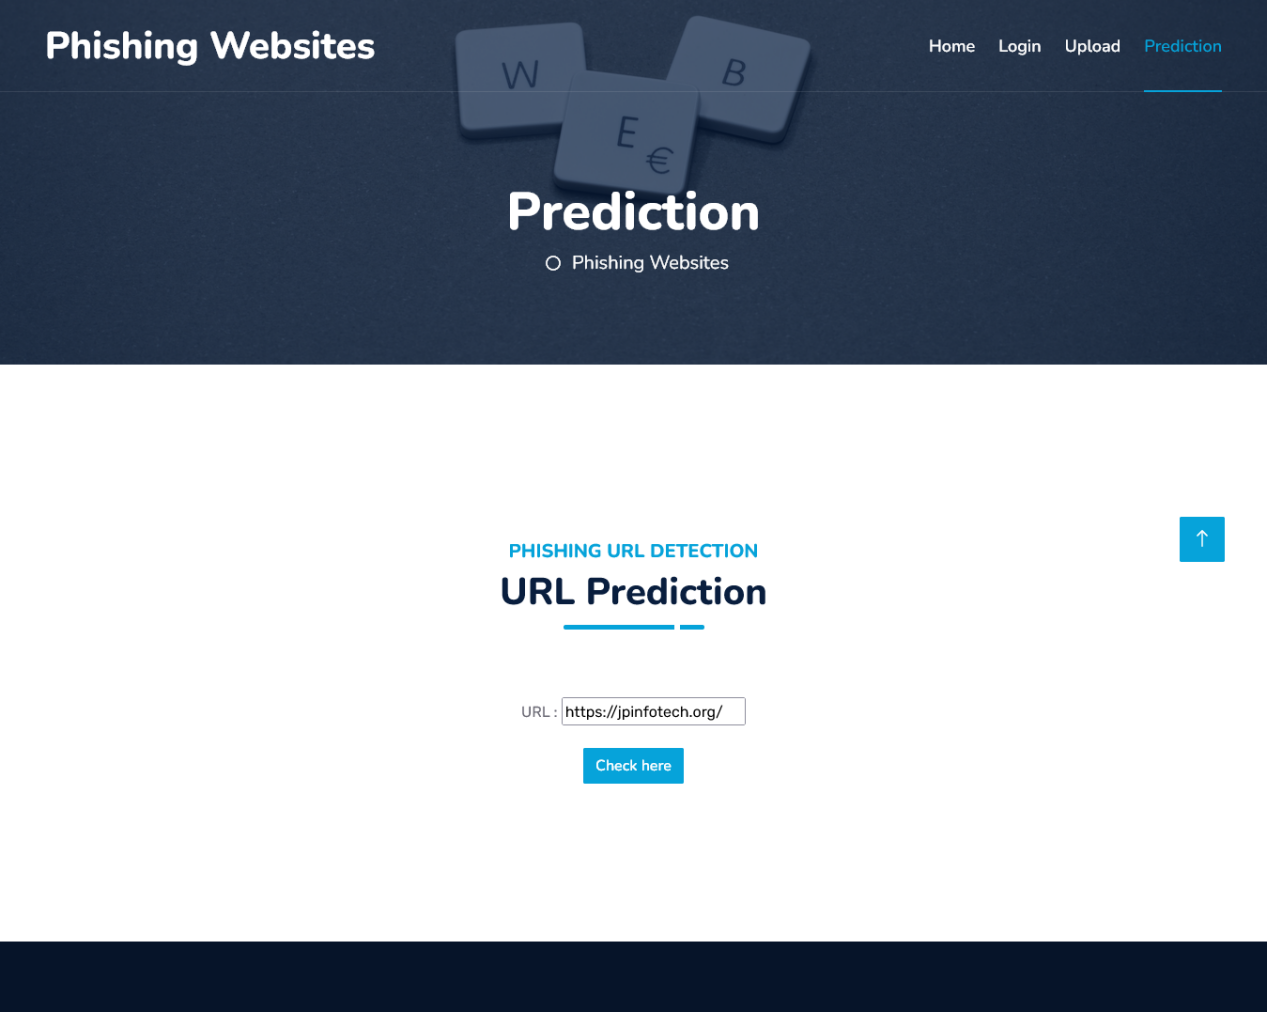 Phishing Websites
Home Login Upload Prediction
W
B
E
€
Prediction
Phishing Websites
PHISHING URL DETECTION
URL Prediction
URL : https://jpinfotech.org/
Check here